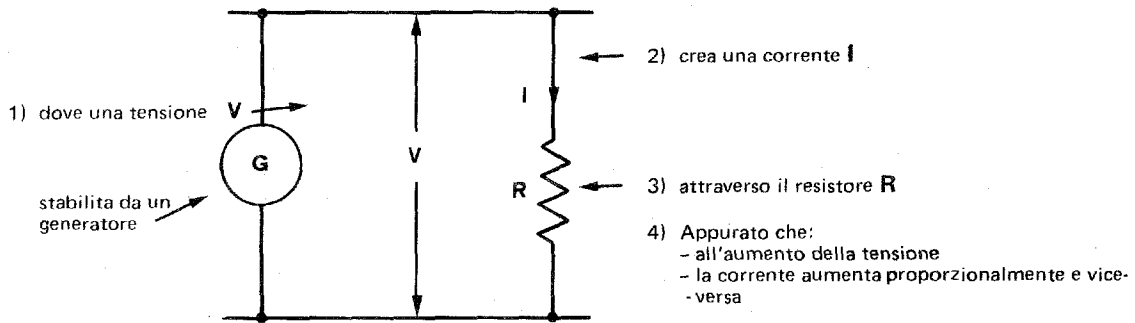 1) dove una tensione V
stabilita da un
generatore
G
V
I
R
2) crea una corrente I
3) attraverso il resistore R
4) Appurato che:
– all'aumento della tensione
– la corrente aumenta proporzionalmente e vice-
-versa